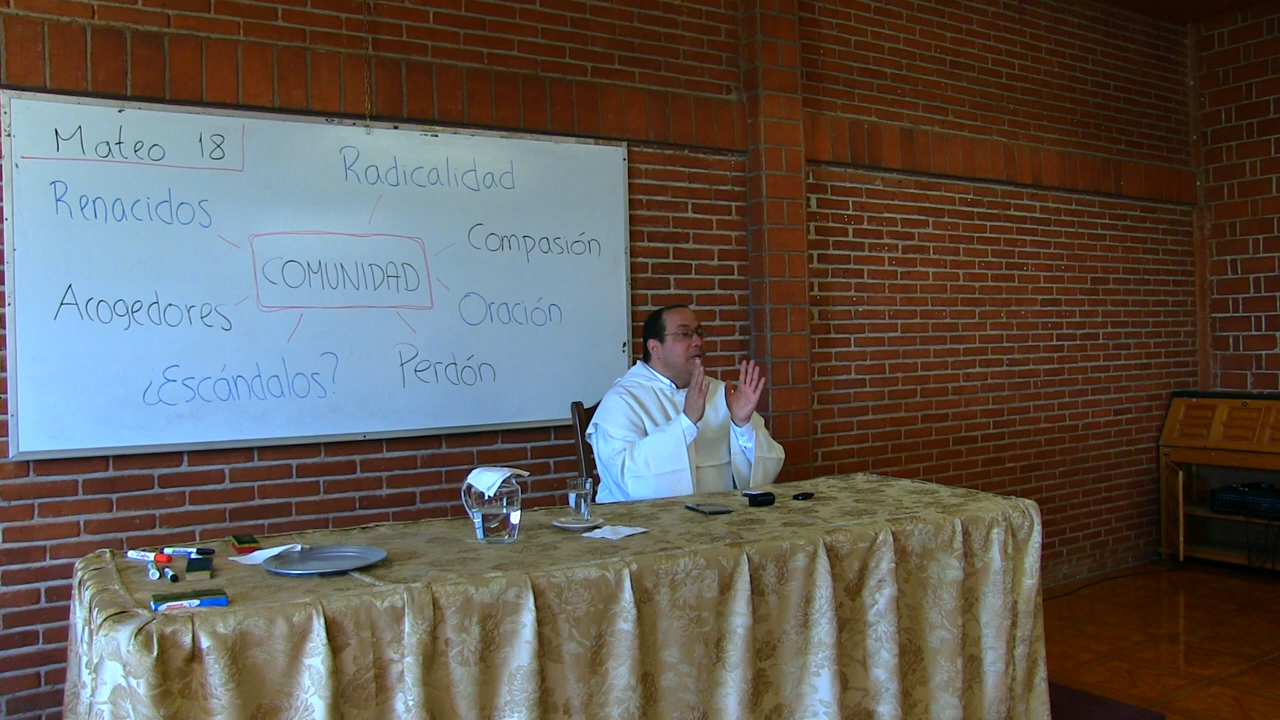 Mateo 18
Radicalidad
Renacidos
Compasión
COMUNIDAD
Acogedores
Oración
¿Escándalos?
Perdón